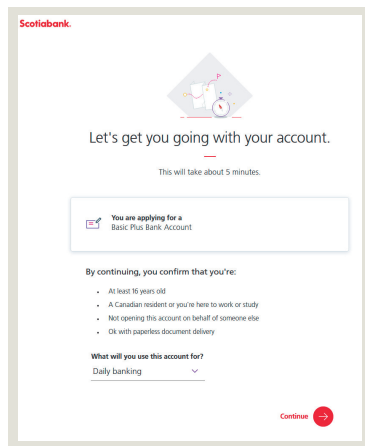 Scotiabank.
Let's get you going with your account.
This will take about 5 minutes.
You are applying for a
Basic Plus Bank Account
By continuing, you confirm that you're:
• At least 16 years old
• A Canadian resident or you're here to work or study
• Not opening this account on behalf of someone else
• Ok with paperless document delivery
What will you use this account for?
Daily banking
Continue